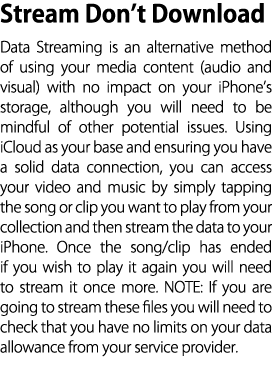 Stream Don't Download
Data Streaming is an alternative method
of using your media content (audio and
visual) with no impact on your iPhone's
storage, although you will need to be
mindful of other potential issues. Using
iCloud as your base and ensuring you have
a solid data connection, you can access
your video and music by simply tapping
the song or clip you want to play from your
collection and then stream the data to your
iPhone. Once the song/clip has ended
if you wish to play it again you will need
to stream it once more. NOTE: If you are
going to stream these files you will need to
check that you have no limits on your data
allowance from your service provider.